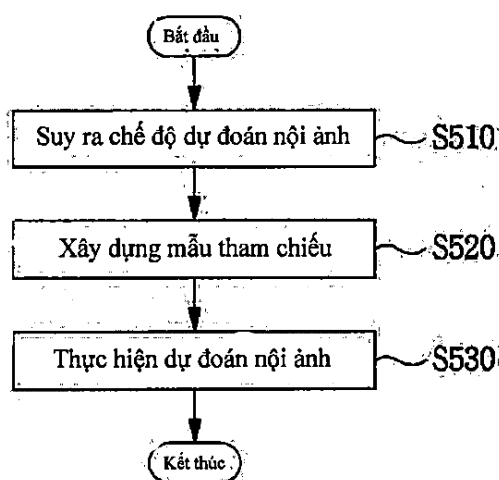 Bắt đầu
Suy ra chế độ dự đoán nội ảnh
S510
Xây dựng mẫu tham chiếu
S520
Thực hiện dự đoán nội ảnh
S530
Kết thúc